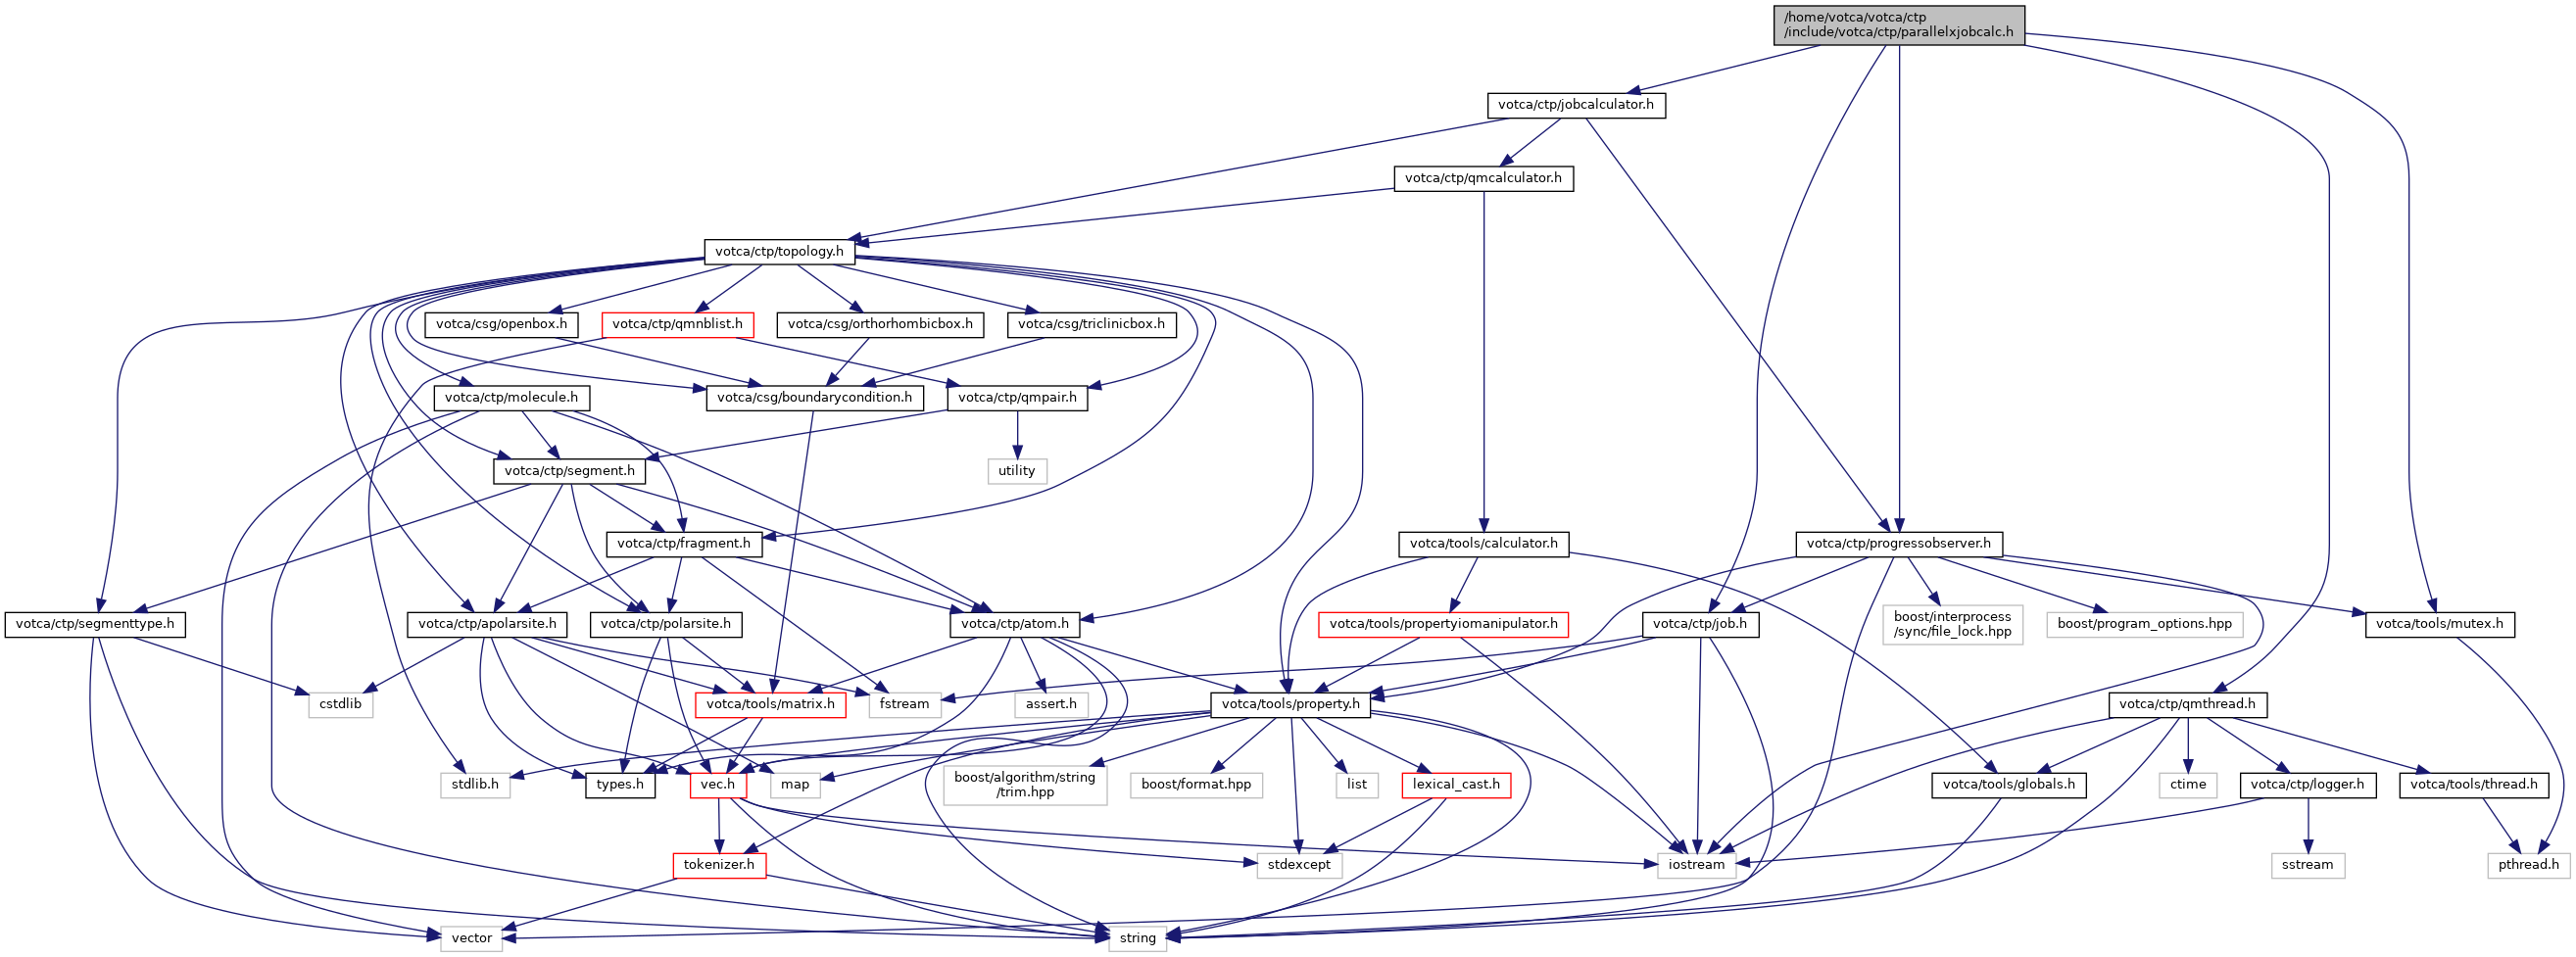 /home/votca/votca/ctp
/include/votca/ctp/parallelxjobcalc.h
votca/ctp/jobcalculator.h
votca/ctp/qmcalculator.h
votca/ctp/topology.h
votca/csg/openbox.h
votca/ctp/qmnblist.h
votca/csg/orthorhombicbox.h
votca/csg/triclinicbox.h
votca/ctp/molecule.h
votca/csg/boundarycondition.h
votca/ctp/qmpair.h
votca/ctp/segment.h
utility
votca/ctp/fragment.h
votca/tools/calculator.h
votca/ctp/progressobserver.h
votca/ctp/segmenttype.h
votca/ctp/apolarsite.h
votca/ctp/polarsite.h
votca/ctp/atom.h
votca/tools/propertyiomanipulator.h
votca/ctp/job.h
boost/interprocess
/sync/file_lock.hpp
boost/program_options.hpp
votca/tools/mutex.h
cstdlib
votca/tools/matrix.h
fstream
assert.h
votca/tools/property.h
votca/ctp/qmthread.h
stdlib.h
types.h
vec.h
map
boost/algorithm/string
/trim.hpp
boost/format.hpp
list
lexical_cast.h
votca/tools/globals.h
ctime
votca/ctp/logger.h
votca/tools/thread.h
tokenizer.h
stdexcept
iostream
sstream
pthread.h
vector
string